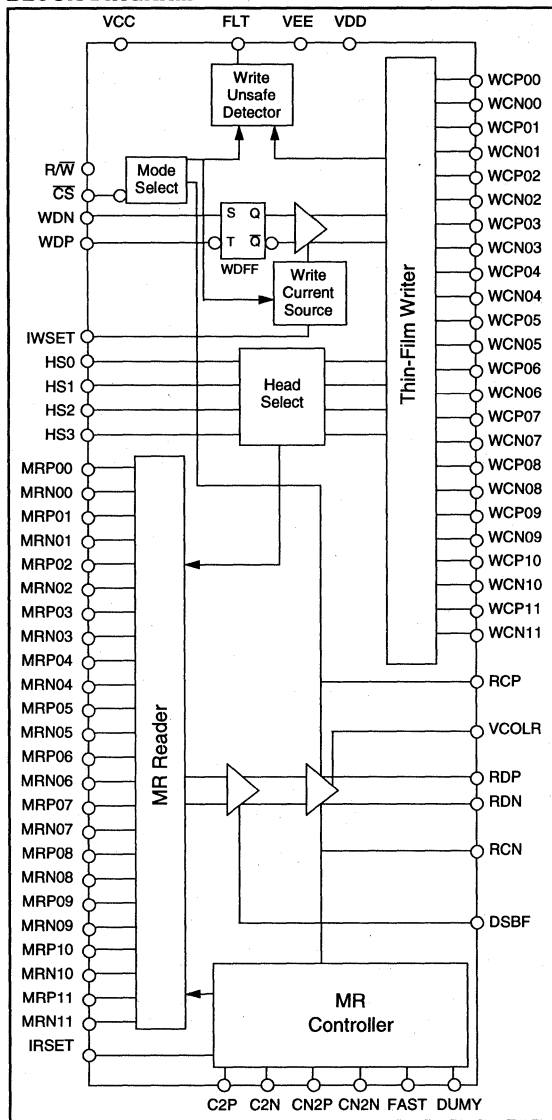 VCC FLT VEE VDD
Write
Unsafe
Detector
R/W̅
C̅S̅
Mode
Select
WDN
WDP
S Q
T Q̅
WDFF
Write
Current
Source
IWSET
HS0
HS1
HS2
HS3
Head
Select
Thin-Film Writer
WCP00
WCN00
WCP01
WCN01
WCP02
WCN02
WCP03
WCN03
WCP04
WCN04
WCP05
WCN05
WCP06
WCN06
WCP07
WCN07
WCP08
WCN08
WCP09
WCN09
WCP10
WCN10
WCP11
WCN11
MRP00
MRN00
MRP01
MRN01
MRP02
MRN02
MRP03
MRN03
MRP04
MRN04
MRP05
MRN05
MRP06
MRN06
MRP07
MRN07
MRP08
MRN08
MRP09
MRN09
MRP10
MRN10
MRP11
MRN11
IRSET
MR Reader
RCP
VCOLR
RDP
RDN
RCN
DSBF
MR
Controller
C2P C2N CN2P CN2N FAST DUMY